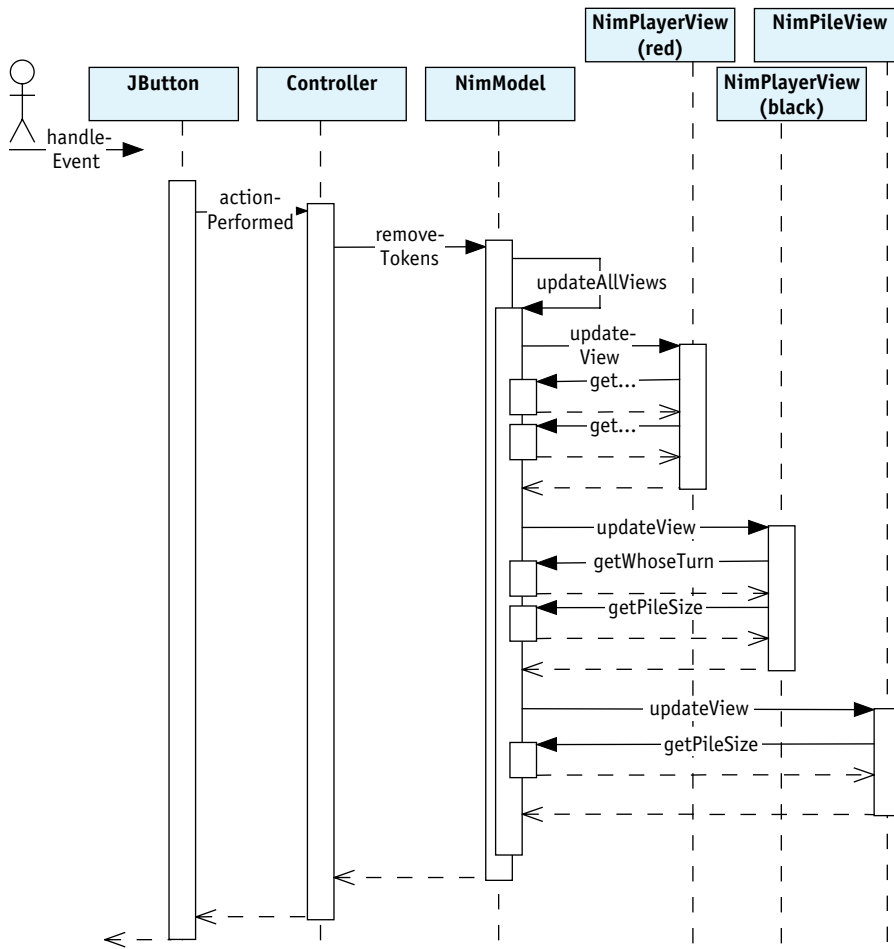 NimPlayerView
(red)
NimPileView
JButton
Controller
NimModel
NimPlayerView
(black)
handle-
Event
action-
Performed
remove-
Tokens
updateAllViews
update-
View
get...
get...
updateView
getWhoseTurn
getPileSize
updateView
getPileSize